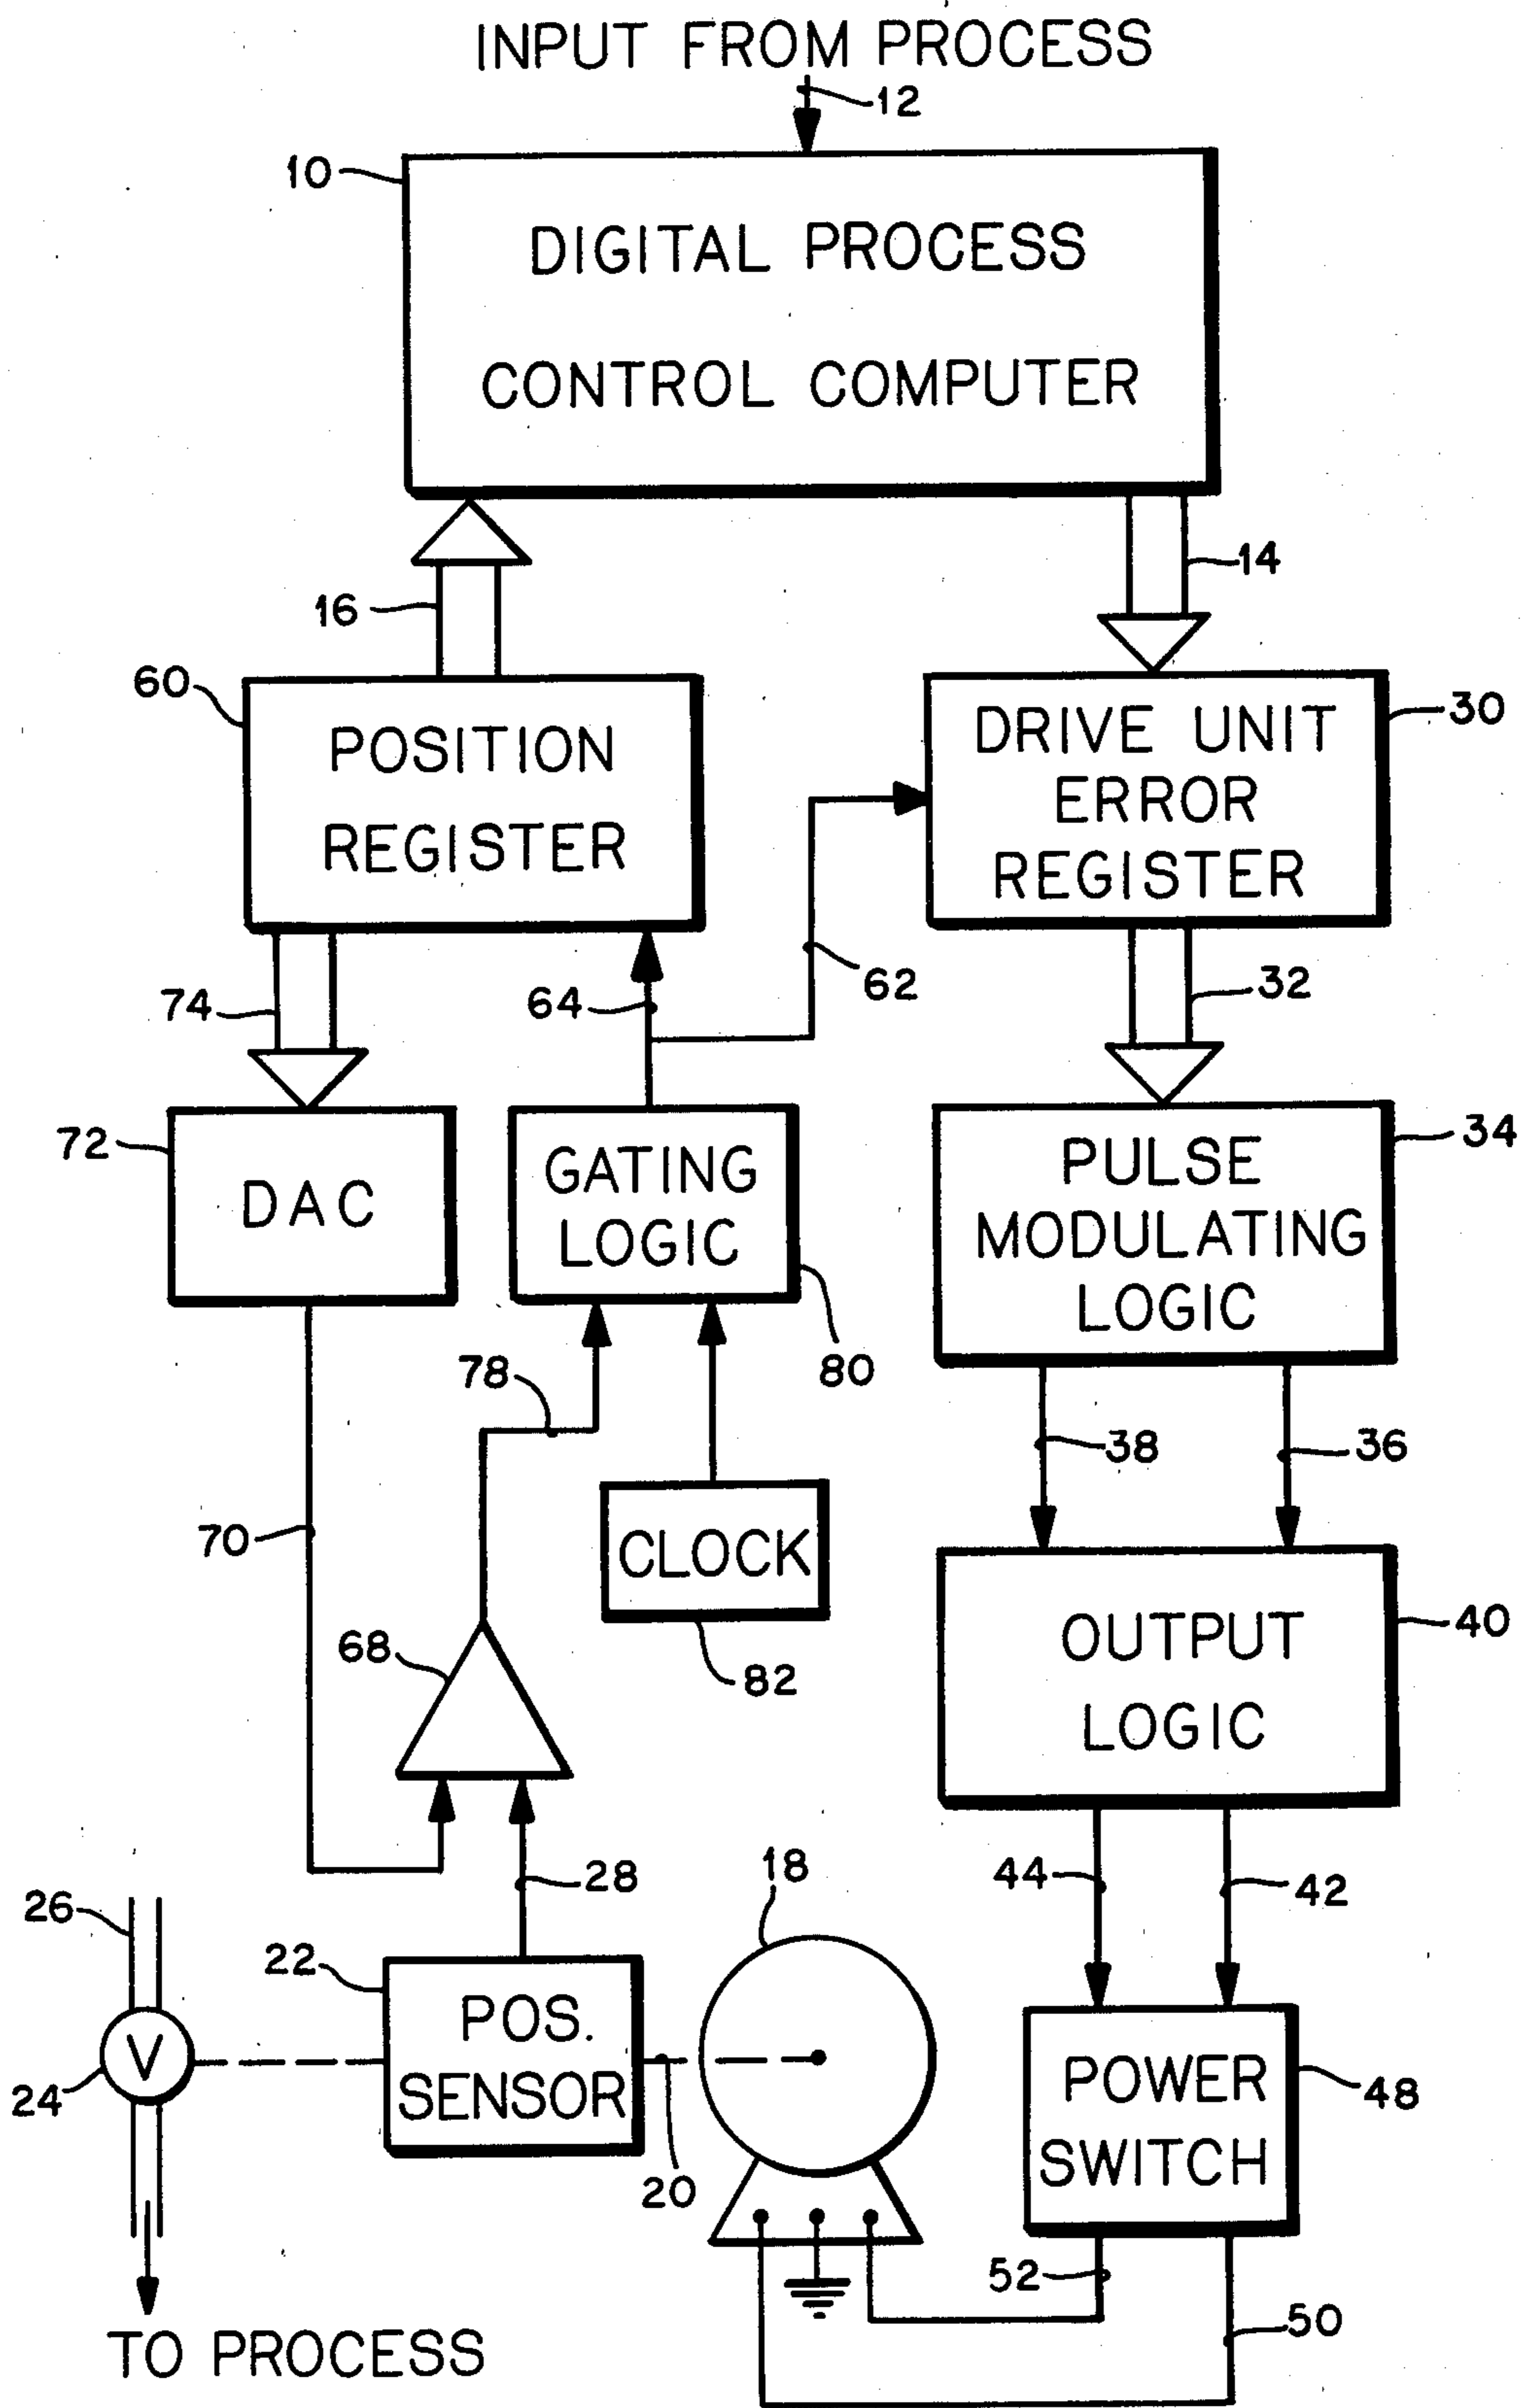 INPUT FROM PROCESS
12
10
DIGITAL PROCESS
CONTROL COMPUTER
14
16
60
POSITION
REGISTER
DRIVE UNIT
ERROR
REGISTER
30
62
64
74
32
72
DAC
GATING
LOGIC
80
PULSE
MODULATING
LOGIC
34
78
38
36
70
CLOCK
82
68
OUTPUT
LOGIC
40
28
18
44
42
26
22
POS.
SENSOR
V
24
20
POWER
SWITCH
48
52
50
TO PROCESS